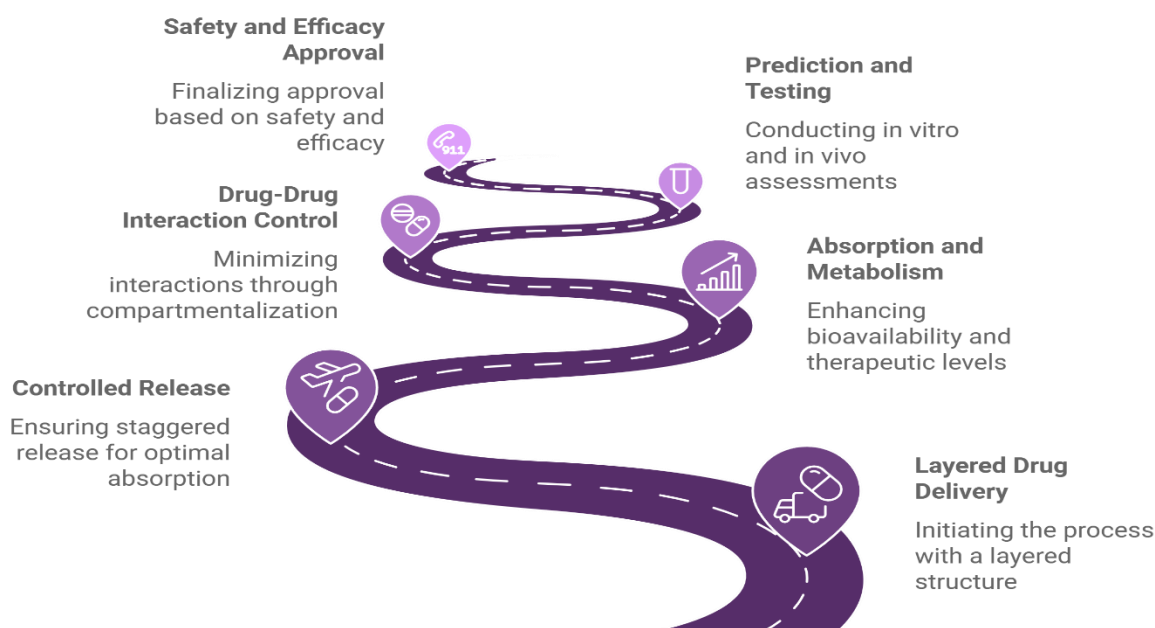 Safety and Efficacy
Approval
Finalizing approval
based on safety and
efficacy
Prediction and
Testing
Conducting in vitro
and in vivo
assessments
911
Drug-Drug
Interaction Control
Minimizing
interactions through
compartmentalization
Absorption and
Metabolism
Enhancing
bioavailability and
therapeutic levels
Controlled Release
Ensuring staggered
release for optimal
absorption
Layered Drug
Delivery
Initiating the process
with a layered
structure